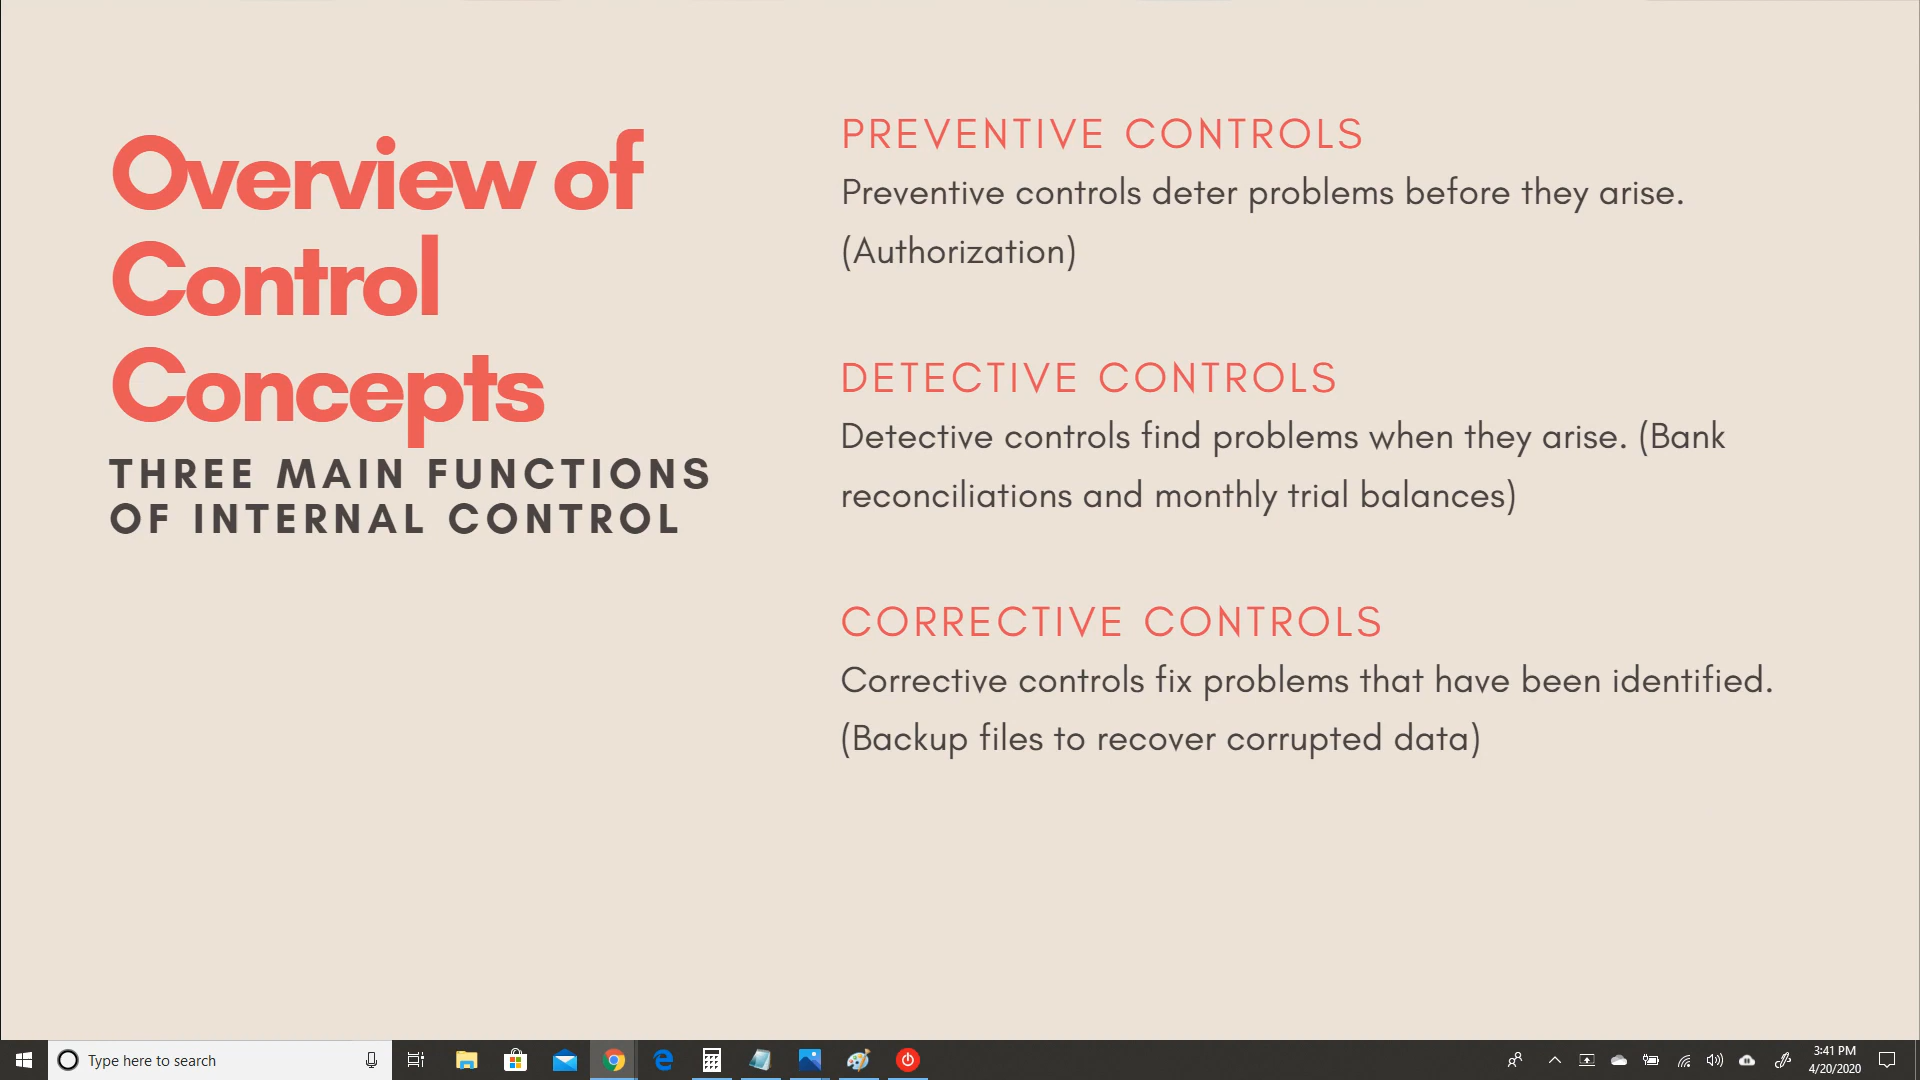 Overview of
Control
Concepts
THREE MAIN FUNCTIONS
OF INTERNAL CONTROL
PREVENTIVE CONTROLS
Preventive controls deter problems before they arise.
(Authorization)
DETECTIVE CONTROLS
Detective controls find problems when they arise. (Bank
reconciliations and monthly trial balances)
CORRECTIVE CONTROLS
Corrective controls fix problems that have been identified.
(Backup files to recover corrupted data)
Type here to search
3:41 PM
4/20/2020